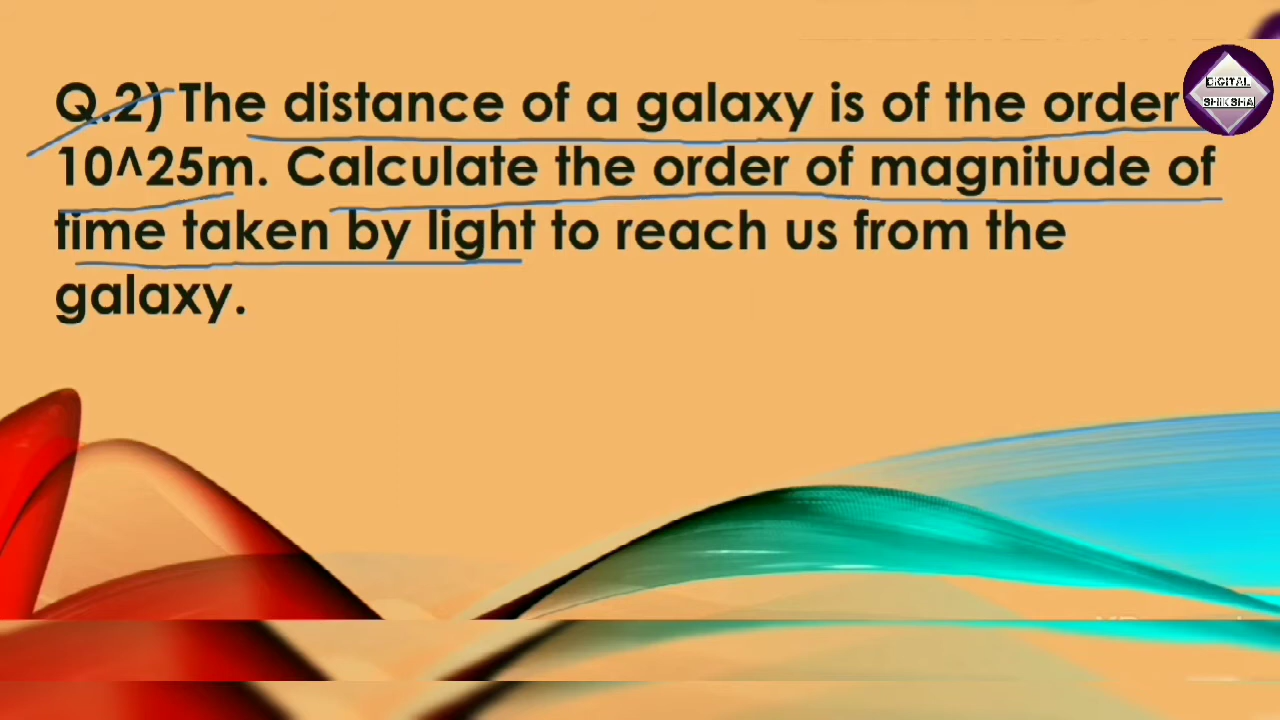 Q.2) The distance of a galaxy is of the order
10^25m. Calculate the order of magnitude of
time taken by light to reach us from the
galaxy.
DIGITAL
SHIKSHA